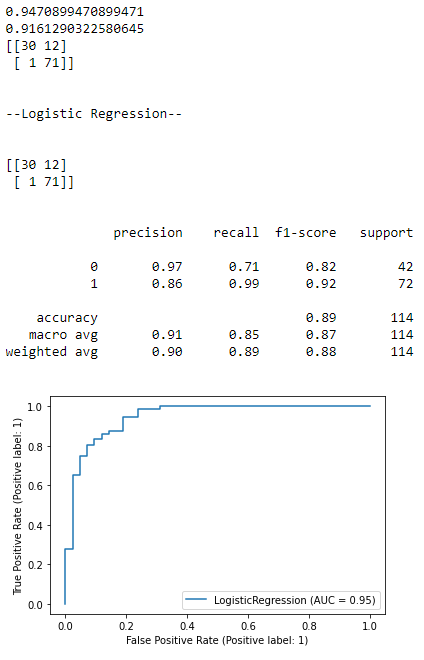 0.9470899470899471
0.9161290322580645
[[30 12]
 [ 1 71]]
--Logistic Regression--
[[30 12]
 [ 1 71]]
precision recall f1-score support
0 0.97 0.71 0.82 42
1 0.86 0.99 0.92 72
accuracy 0.89 114
macro avg 0.91 0.85 0.87 114
weighted avg 0.90 0.89 0.88 114
True Positive Rate (Positive label: 1)
1.0
0.8
0.6
0.4
0.2
0.0
LogisticRegression (AUC = 0.95)
0.0 0.2 0.4 0.6 0.8 1.0
False Positive Rate (Positive label: 1)